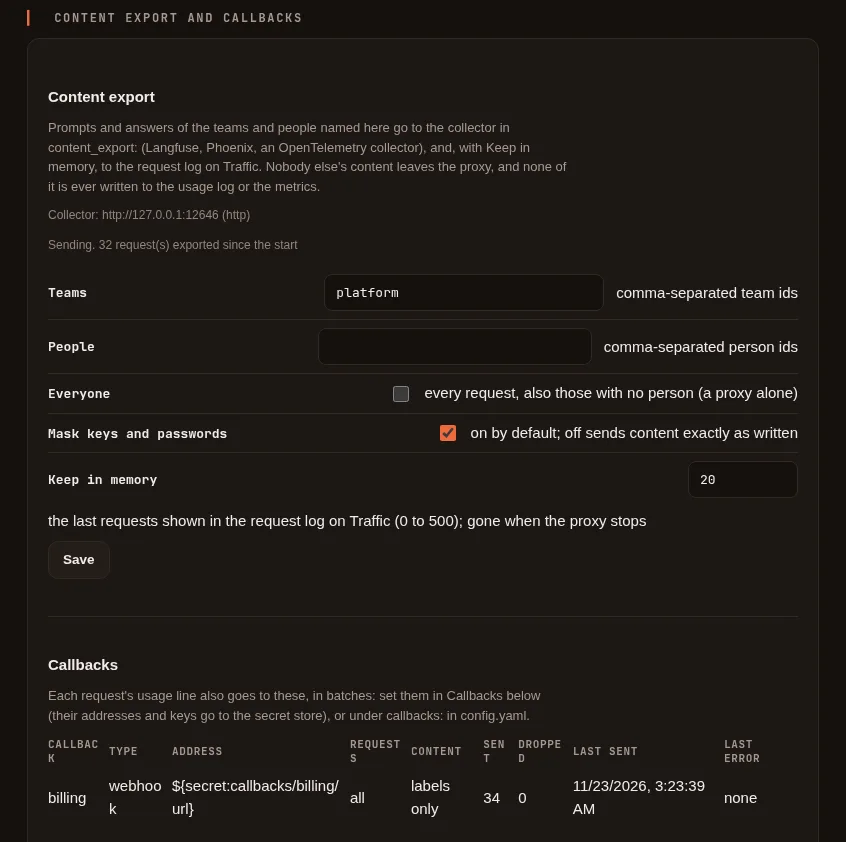 CONTENT EXPORT AND CALLBACKS
Content export
Prompts and answers of the teams and people named here go to the collector in
content_export: (Langfuse, Phoenix, an OpenTelemetry collector), and, with Keep in
memory, to the request log on Traffic. Nobody else's content leaves the proxy, and none of
it is ever written to the usage log or the metrics.
Collector: http://127.0.0.1:12646 (http)
Sending. 32 request(s) exported since the start
Teams platform comma-separated team ids
People comma-separated person ids
Everyone every request, also those with no person (a proxy alone)
Mask keys and passwords on by default; off sends content exactly as written
Keep in memory 20
the last requests shown in the request log on Traffic (0 to 500); gone when the proxy stops
Save
Callbacks
Each request's usage line also goes to these, in batches: set them in Callbacks below
(their addresses and keys go to the secret store), or under callbacks: in config.yaml.
CALLBAC TYPE ADDRESS REQUEST CONTENT SEN DROPPE LAST SENT LAST
K S T D ERROR
billing webhoo ${secret:callbacks/billing/ all labels 34 0 11/23/2026, 3:23:39 none
k url} only AM